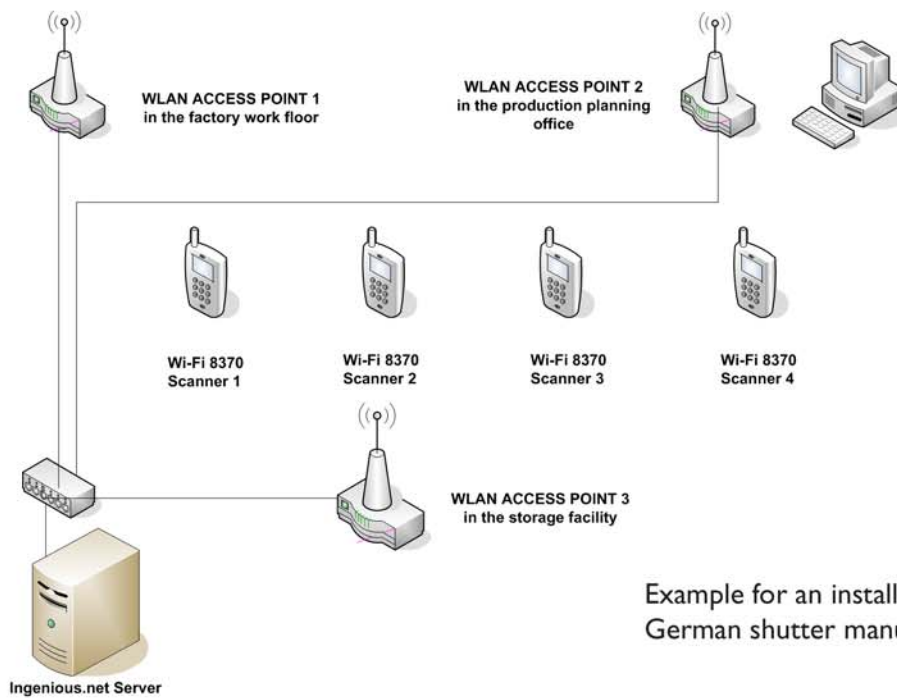 WLAN ACCESS POINT 1
in the factory work floor
WLAN ACCESS POINT 2
in the production planning
office
Wi-Fi 8370
Scanner 1
Wi-Fi 8370
Scanner 2
Wi-Fi 8370
Scanner 3
Wi-Fi 8370
Scanner 4
WLAN ACCESS POINT 3
in the storage facility
Example for an install
German shutter manu
Ingenious.net Server